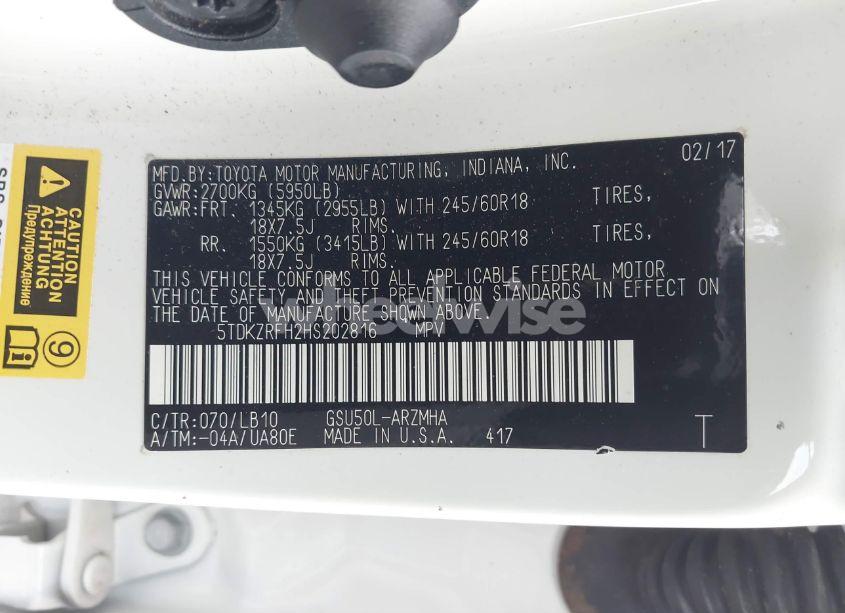 MFD.BY:TOYOTA MOTOR MANUFACTURING, INDIANA, INC. 02/17
GVWR:2700KG (5950LB)
GAWR:FRT. 1345KG (2955LB) WITH 245/60R18 TIRES,
18X7.5J RIMS.
RR. 1550KG (3415LB) WITH 245/60R18 TIRES,
18X7.5J RIMS.
THIS VEHICLE CONFORMS TO ALL APPLICABLE FEDERAL MOTOR
VEHICLE SAFETY AND THEFT PREVENTION STANDARDS IN EFFECT ON
THE DATE OF MANUFACTURE SHOWN ABOVE.
5TDKZRFH2HS202816 MPV
C/TR:070/LB10 GSU50L-ARZMHA
A/TM:-04A/UA80E MADE IN U.S.A. 417 T
wheelwise
CAUTION
ATTENTION
ACHTUNG
Предупреждение
9